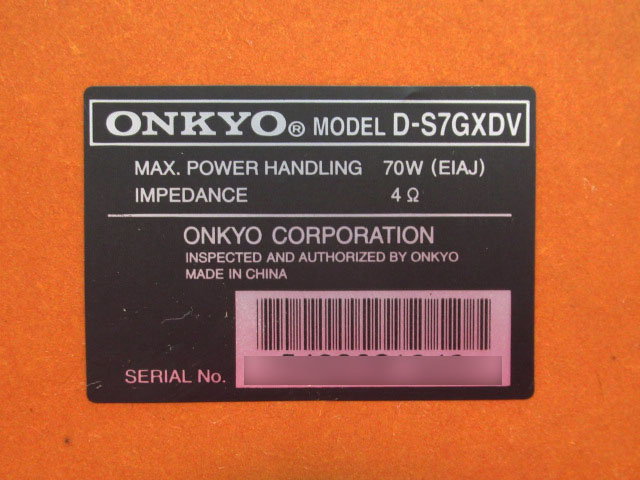 ONKYO® MODEL D-S7GXDV
MAX. POWER HANDLING 70W (EIAJ)
IMPEDANCE 4 Ω
ONKYO CORPORATION
INSPECTED AND AUTHORIZED BY ONKYO
MADE IN CHINA
SERIAL No.